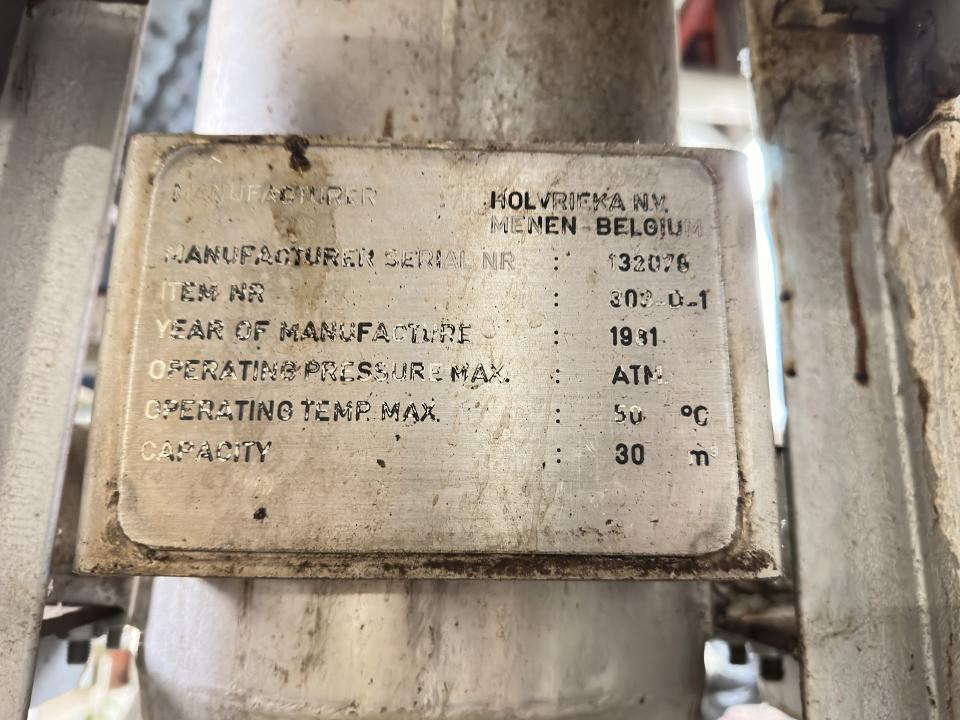 MANUFACTURER : HOLVRIEKA N.V.
MENEN - BELGIUM
MANUFACTURER SERIAL NR : 132076
ITEM NR :
YEAR OF MANUFACTURE : 1981
OPERATING PRESSURE MAX. : ATM.
OPERATING TEMP. MAX. : 50 °C
CAPACITY : 30 m³